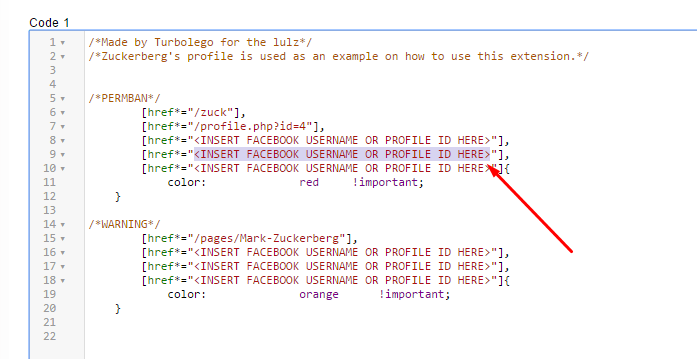 Code 1
1 /*Made by Turbolego for the lulz*/
2 /*Zuckerberg's profile is used as an example on how to use this extension.*/
3
4
5 /*PERMBAN*/
6 [href*="/zuck"],
7 [href*="/profile.php?id=4"],
8 [href*="<INSERT FACEBOOK USERNAME OR PROFILE ID HERE>"],
9 [href*="<INSERT FACEBOOK USERNAME OR PROFILE ID HERE>"],
10 [href*="<INSERT FACEBOOK USERNAME OR PROFILE ID HERE>"]{
11 color: red !important;
12 }
13
14 /*WARNING*/
15 [href*="/pages/Mark-Zuckerberg"],
16 [href*="<INSERT FACEBOOK USERNAME OR PROFILE ID HERE>"],
17 [href*="<INSERT FACEBOOK USERNAME OR PROFILE ID HERE>"],
18 [href*="<INSERT FACEBOOK USERNAME OR PROFILE ID HERE>"]{
19 color: orange !important;
20 }
21
22